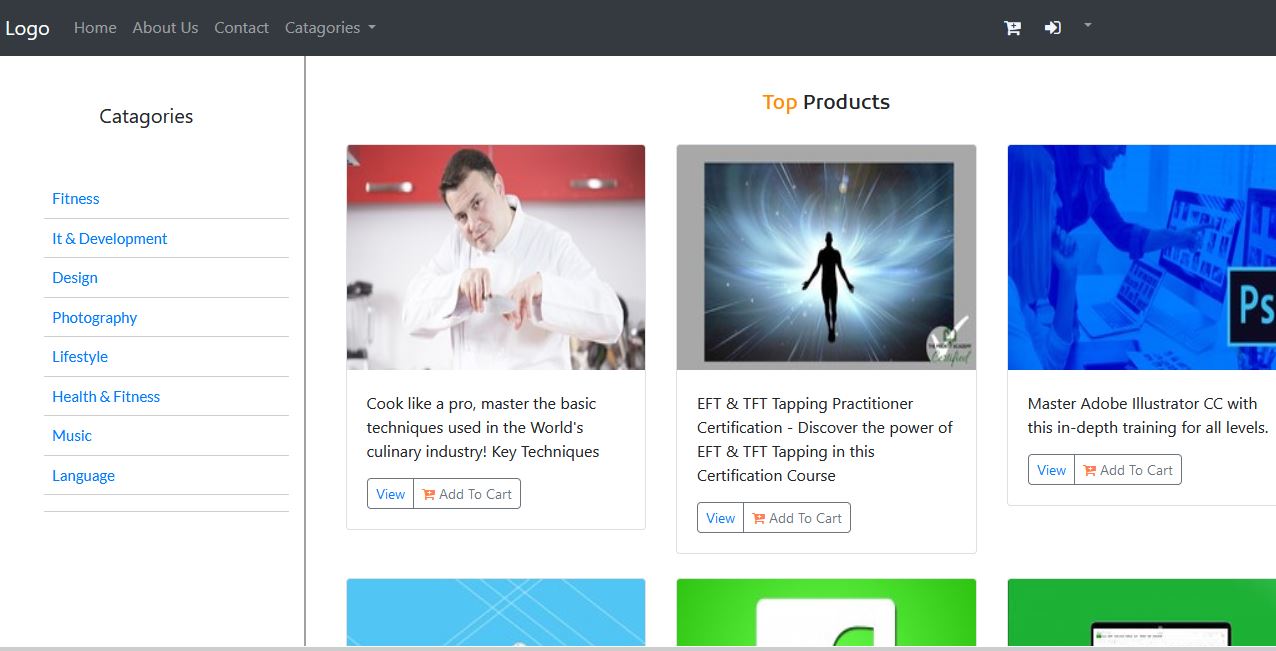 Logo Home About Us Contact Catagories
Catagories
Fitness
It & Development
Design
Photography
Lifestyle
Health & Fitness
Music
Language
Top Products
Cook like a pro, master the basic
techniques used in the World's
culinary industry! Key Techniques
View Add To Cart
Certified
EFT & TFT Tapping Practitioner
Certification - Discover the power of
EFT & TFT Tapping in this
Certification Course
View Add To Cart
Ps
Master Adobe Illustrator CC with
this in-depth training for all levels.
View Add To Cart